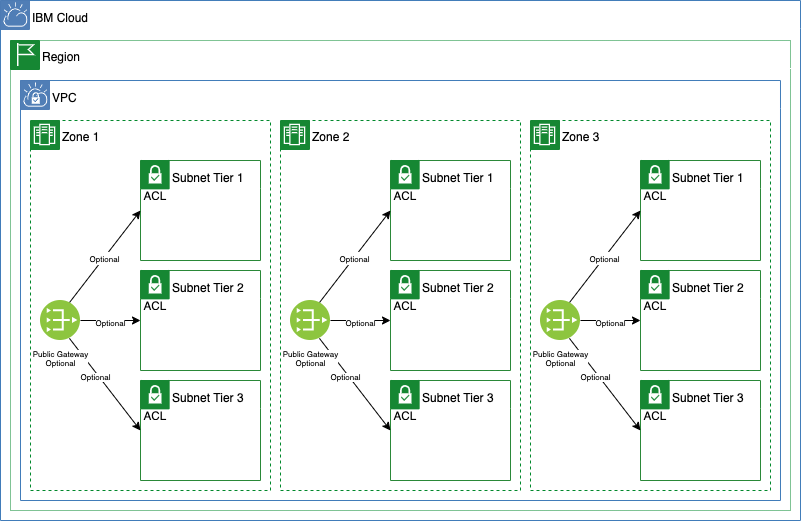 IBM Cloud
Region
VPC
Zone 1
Subnet Tier 1
ACL
Optional
Subnet Tier 2
ACL
Optional
Public Gateway
Optional
Optional
Subnet Tier 3
ACL
Zone 2
Subnet Tier 1
ACL
Optional
Subnet Tier 2
ACL
Optional
Public Gateway
Optional
Optional
Subnet Tier 3
ACL
Zone 3
Subnet Tier 1
ACL
Optional
Subnet Tier 2
ACL
Optional
Public Gateway
Optional
Optional
Subnet Tier 3
ACL